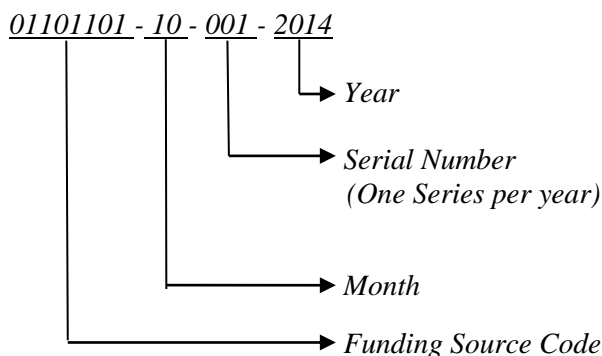 01101101 - 10 - 001 - 2014
Year
Serial Number
(One Series per year)
Month
Funding Source Code